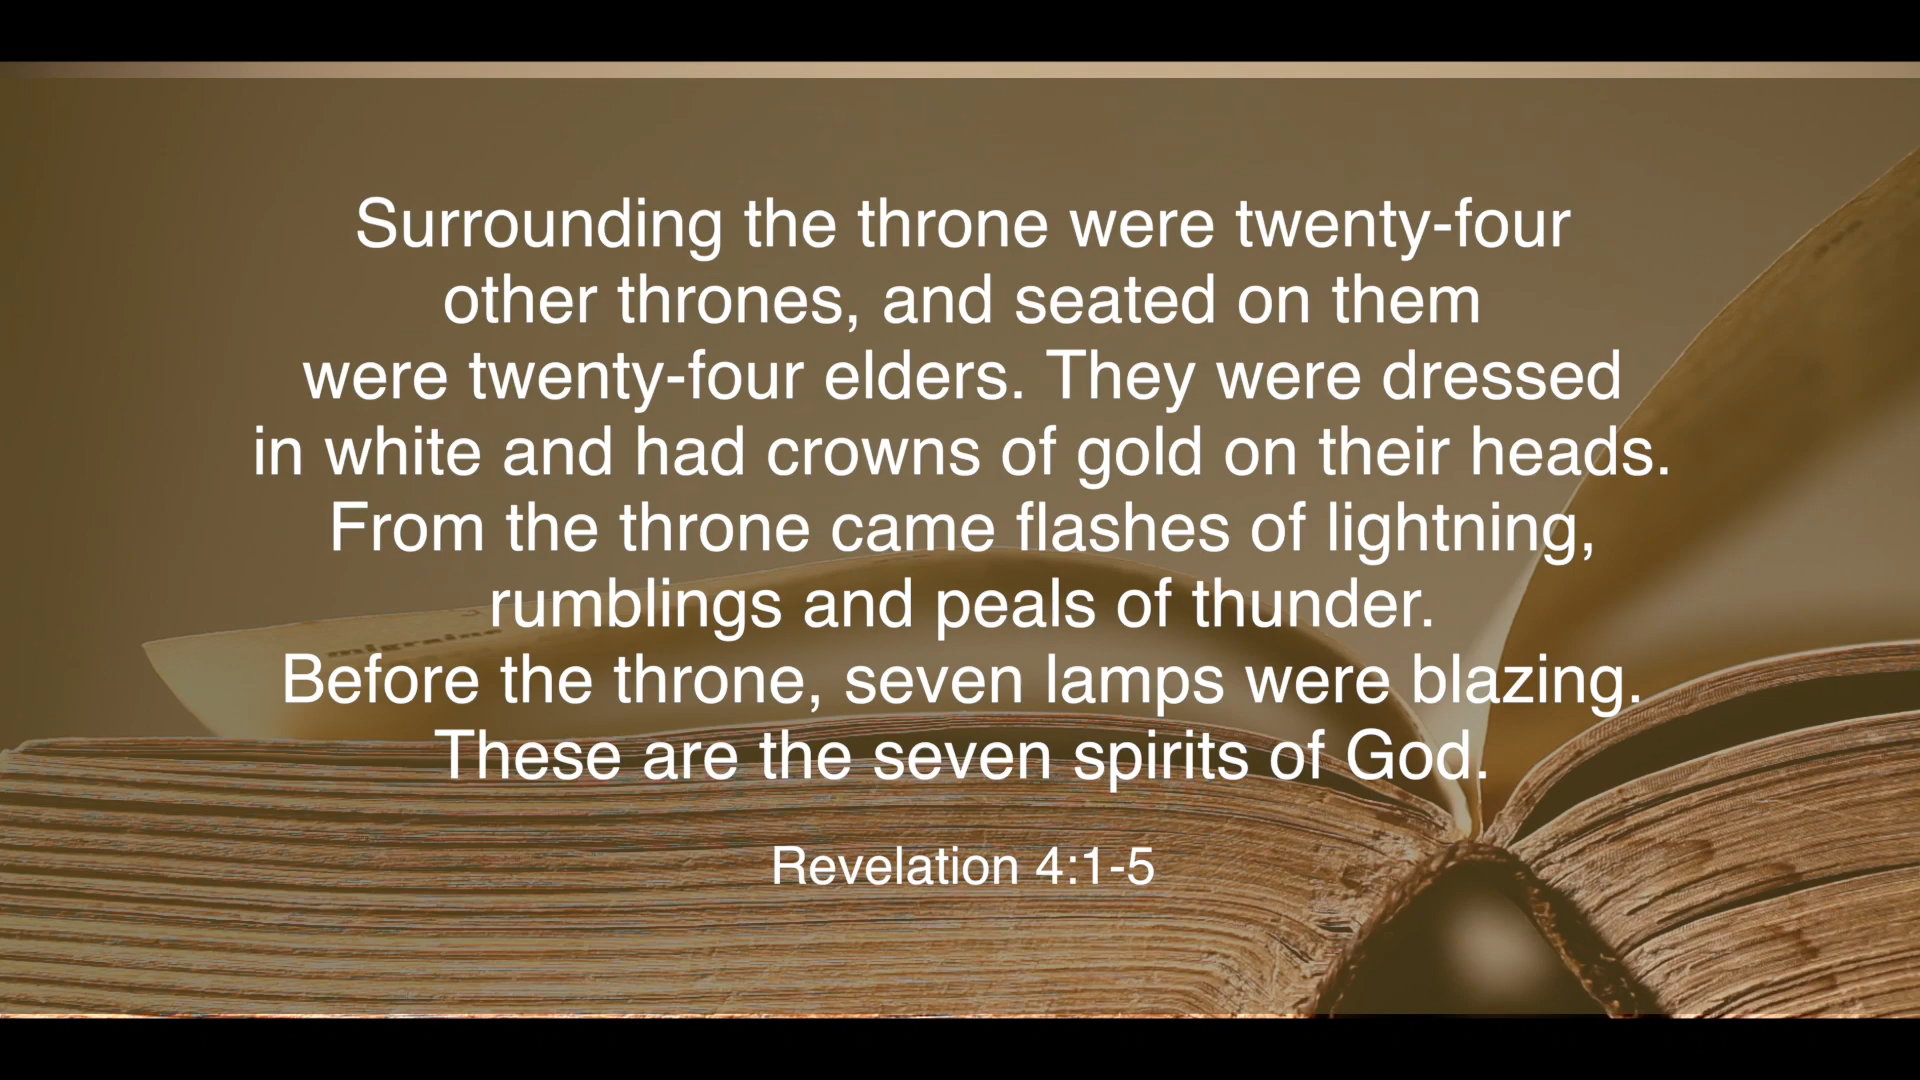 Surrounding the throne were twenty-four
other thrones, and seated on them
were twenty-four elders. They were dressed
in white and had crowns of gold on their heads.
From the throne came flashes of lightning,
rumblings and peals of thunder.
Before the throne, seven lamps were blazing.
These are the seven spirits of God.
Revelation 4:1-5
migraine